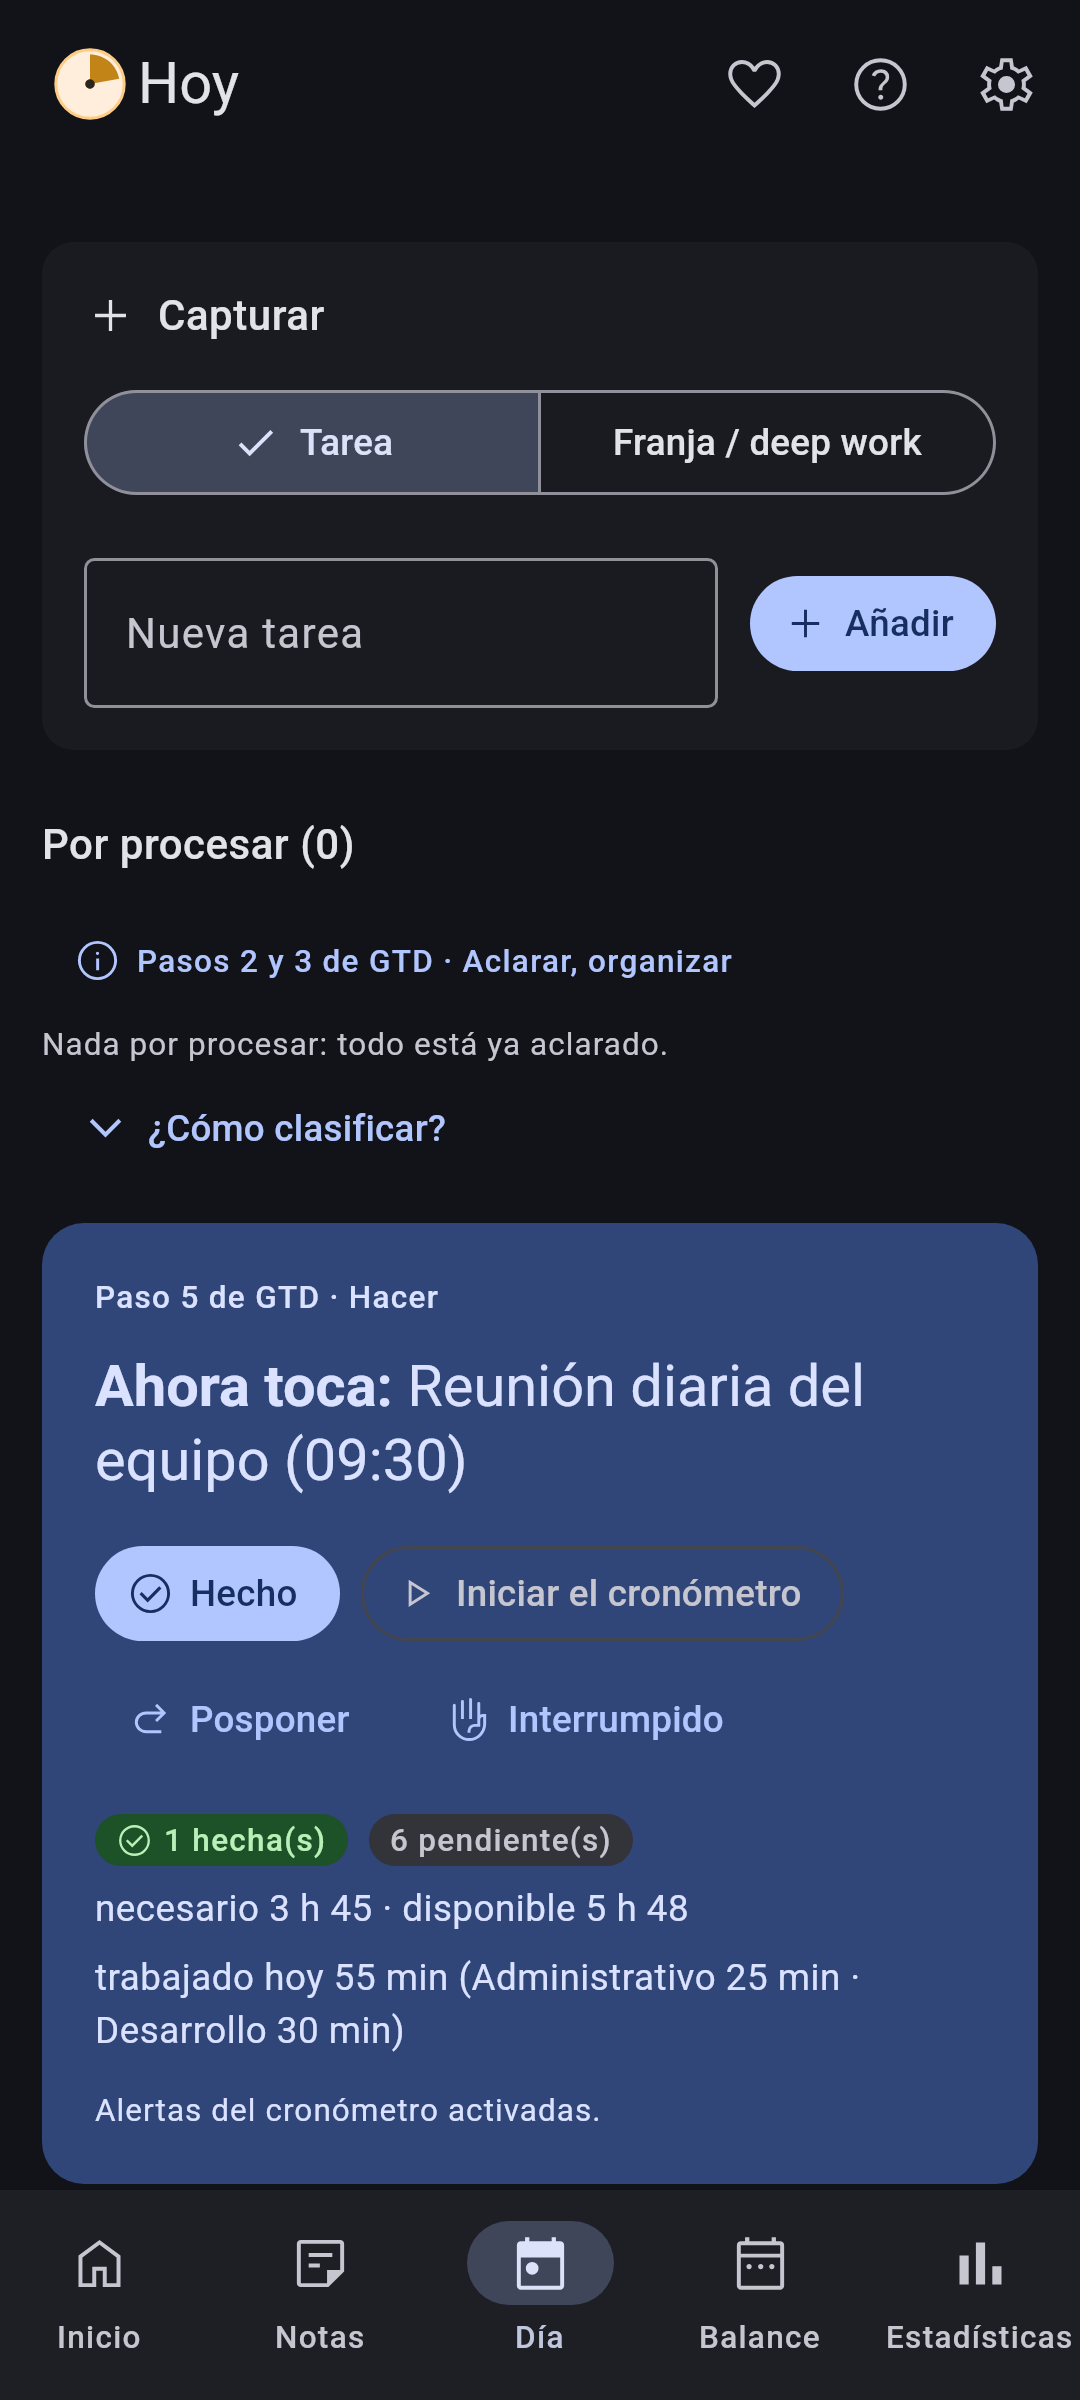 Hoy
Capturar
Tarea
Franja / deep work
Nueva tarea
Añadir
Por procesar (0)
Pasos 2 y 3 de GTD · Aclarar, organizar
Nada por procesar: todo está ya aclarado.
¿Cómo clasificar?
Paso 5 de GTD · Hacer
Ahora toca: Reunión diaria del
equipo (09:30)
Hecho
Iniciar el cronómetro
Posponer
Interrumpido
1 hecha(s)
6 pendiente(s)
necesario 3 h 45 · disponible 5 h 48
trabajado hoy 55 min (Administrativo 25 min ·
Desarrollo 30 min)
Alertas del cronómetro activadas.
Inicio
Notas
Día
Balance
Estadísticas